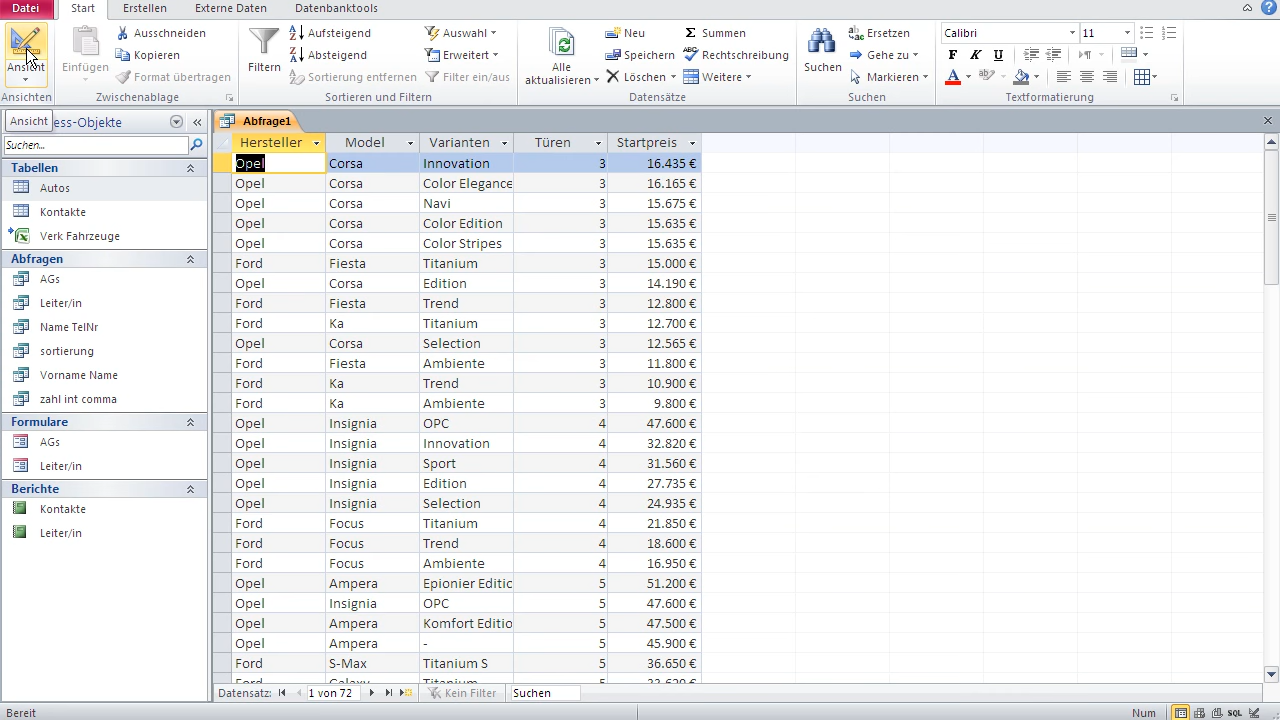 Datei Start Erstellen Externe Daten Datenbanktools
Ansicht
Einfügen
Ausschneiden
Kopieren
Format übertragen
Filtern
Aufsteigend
Absteigend
Sortierung entfernen
Auswahl
Erweitert
Filter ein/aus
Alle
aktualisieren
Neu
Speichern
Löschen
Summen
Rechtschreibung
Weitere
Suchen
Ersetzen
Gehe zu
Markieren
Calibri 11
F K U
Ansichten Zwischenablage Sortieren und Filtern Datensätze Suchen Textformatierung
Ansicht
ess-Objekte
Suchen...
Tabellen
Autos
Kontakte
Verk Fahrzeuge
Abfragen
AGs
Leiter/in
Name TelNr
sortierung
Vorname Name
zahl int comma
Formulare
AGs
Leiter/in
Berichte
Kontakte
Leiter/in
Abfrage1
Hersteller Model Varianten Türen Startpreis
Opel Corsa Innovation 3 16.435 €
Opel Corsa Color Elegance 3 16.165 €
Opel Corsa Navi 3 15.675 €
Opel Corsa Color Edition 3 15.635 €
Opel Corsa Color Stripes 3 15.635 €
Ford Fiesta Titanium 3 15.000 €
Opel Corsa Edition 3 14.190 €
Ford Fiesta Trend 3 12.800 €
Ford Ka Titanium 3 12.700 €
Opel Corsa Selection 3 12.565 €
Ford Fiesta Ambiente 3 11.800 €
Ford Ka Trend 3 10.900 €
Ford Ka Ambiente 3 9.800 €
Opel Insignia OPC 4 47.600 €
Opel Insignia Innovation 4 32.820 €
Opel Insignia Sport 4 31.560 €
Opel Insignia Edition 4 27.735 €
Opel Insignia Selection 4 24.935 €
Ford Focus Titanium 4 21.850 €
Ford Focus Trend 4 18.600 €
Ford Focus Ambiente 4 16.950 €
Opel Ampera Epionier Editic 5 51.200 €
Opel Insignia OPC 5 47.600 €
Opel Ampera Komfort Editio 5 47.500 €
Opel Ampera - 5 45.900 €
Ford S-Max Titanium S 5 36.650 €
Datensatz: 1 von 72 Kein Filter Suchen
Bereit Num SQL